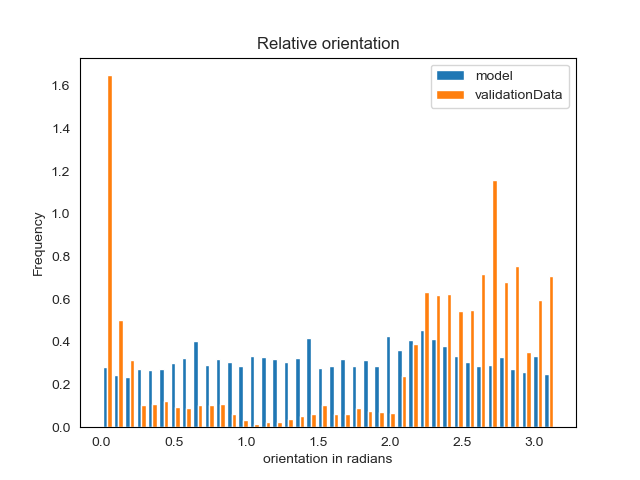 Relative orientation
model
validationData
Frequency
1.6
1.4
1.2
1.0
0.8
0.6
0.4
0.2
0.0
0.0 0.5 1.0 1.5 2.0 2.5 3.0
orientation in radians